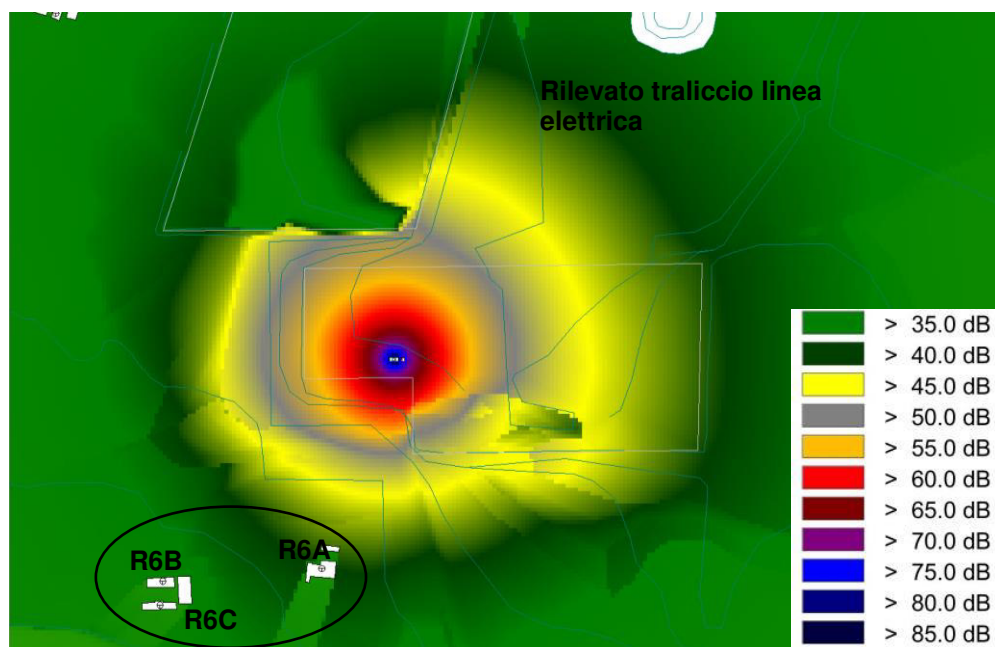 Rilevato traliccio linea
elettrica
> 35.0 dB
> 40.0 dB
> 45.0 dB
> 50.0 dB
> 55.0 dB
> 60.0 dB
> 65.0 dB
> 70.0 dB
> 75.0 dB
> 80.0 dB
> 85.0 dB
R6A
R6B
R6C